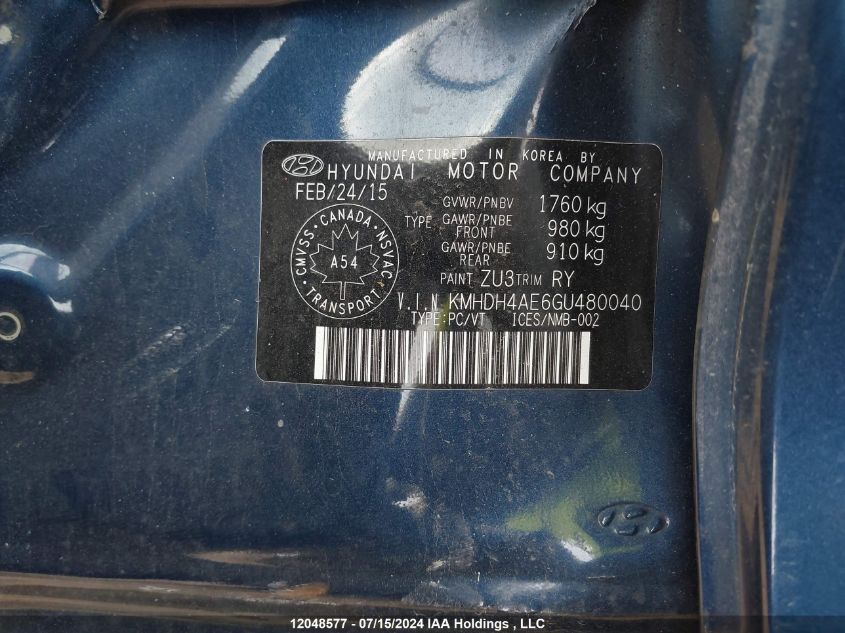 MANUFACTURED IN KOREA BY
HYUNDAI MOTOR COMPANY
FEB/24/15
GVWR/PNBV 1760 kg
TYPE GAWR/PNBE FRONT 980 kg
GAWR/PNBE REAR 910 kg
CMVSS · CANADA · NSVAC
A54
TRANSPORT
PAINT ZU3 TRIM RY
V.I.N KMHDH4AE6GU480040
TYPE:PC/VT ICES/NMB-002
12048577 - 07/15/2024 IAA Holdings , LLC